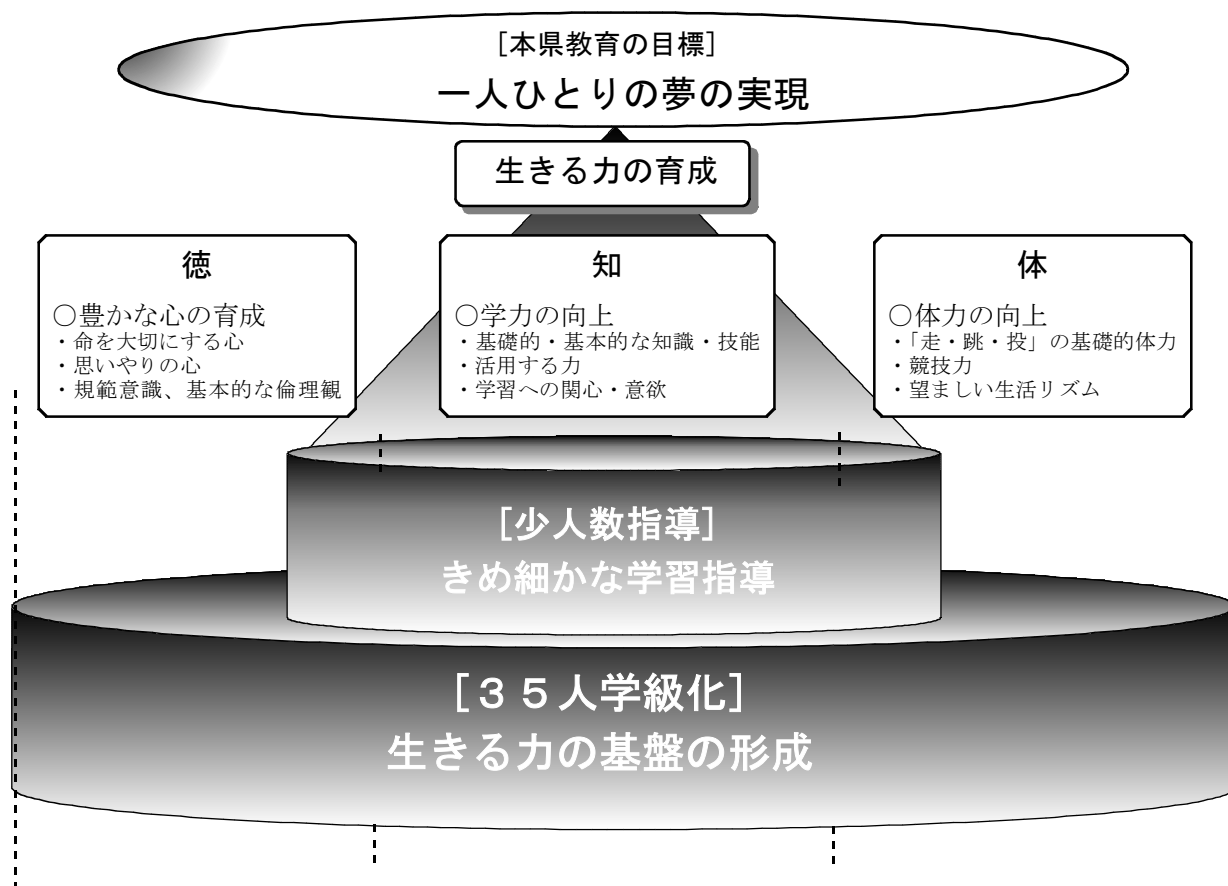 ［本県教育の目標］
一人ひとりの夢の実現
生きる力の育成
徳
○豊かな心の育成
・命を大切にする心
・思いやりの心
・規範意識、基本的な倫理観
知
○学力の向上
・基礎的・基本的な知識・技能
・活用する力
・学習への関心・意欲
体
○体力の向上
・「走・跳・投」の基礎的体力
・競技力
・望ましい生活リズム
［少人数指導］
きめ細かな学習指導
［３５人学級化］
生きる力の基盤の形成